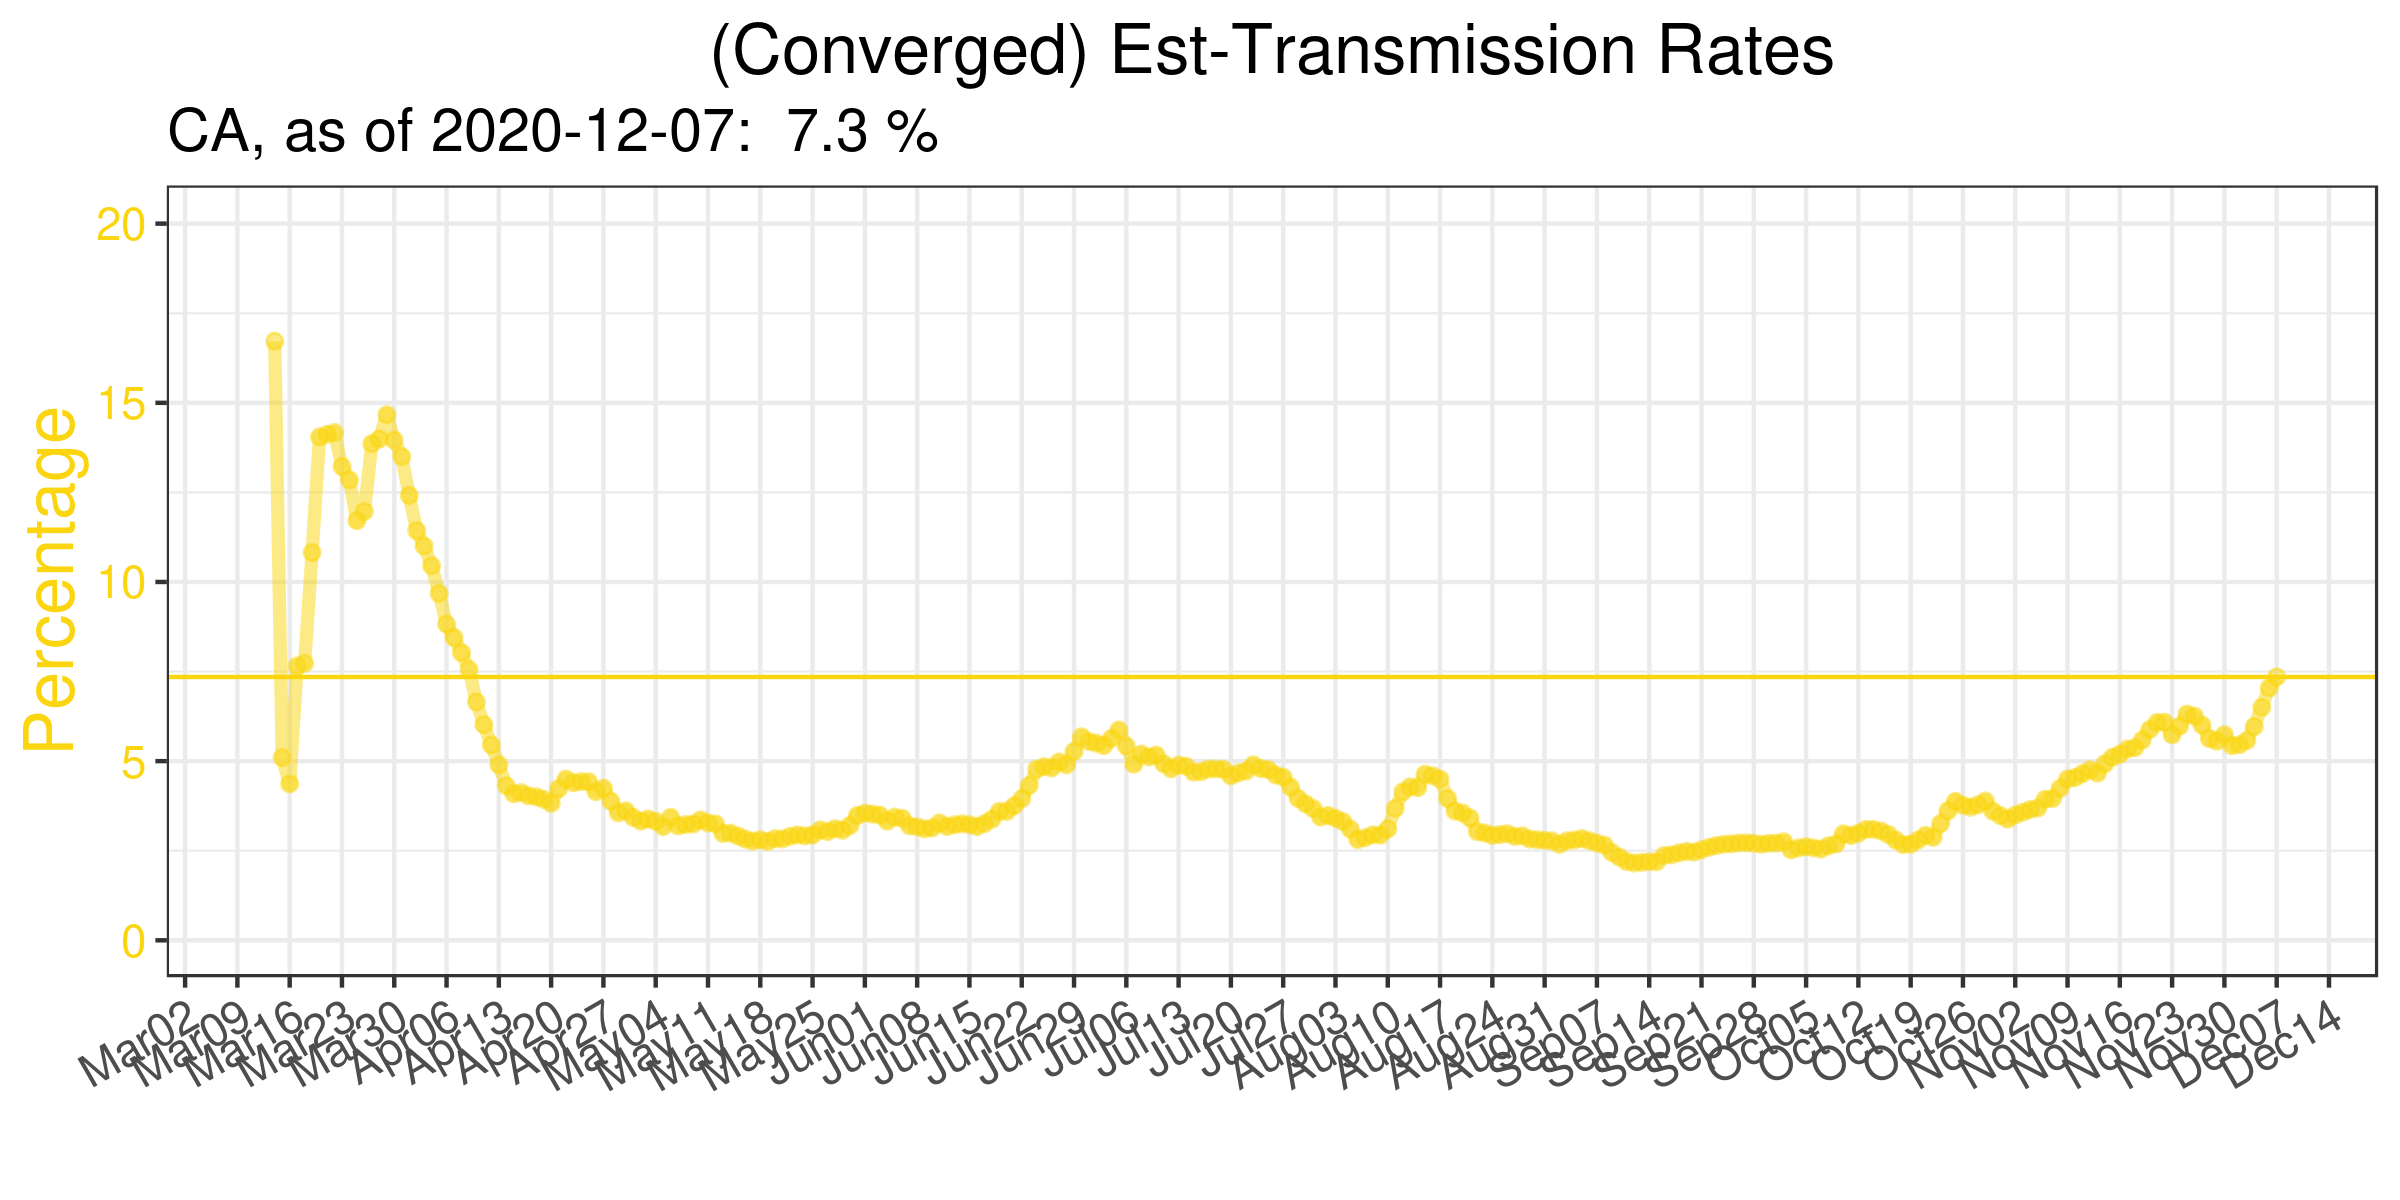 (Converged) Est-Transmission Rates
CA, as of 2020-12-07:  7.3 %
Percentage
20
15
10
5
0
Mar02
Mar09
Mar16
Mar23
Mar30
Apr06
Apr13
Apr20
Apr27
May04
May11
May18
May25
Jun01
Jun08
Jun15
Jun22
Jun29
Jul06
Jul13
Jul20
Jul27
Aug03
Aug10
Aug17
Aug24
Aug31
Sep07
Sep14
Sep21
Sep28
Oct05
Oct12
Oct19
Oct26
Nov02
Nov09
Nov16
Nov23
Nov30
Dec07
Dec14